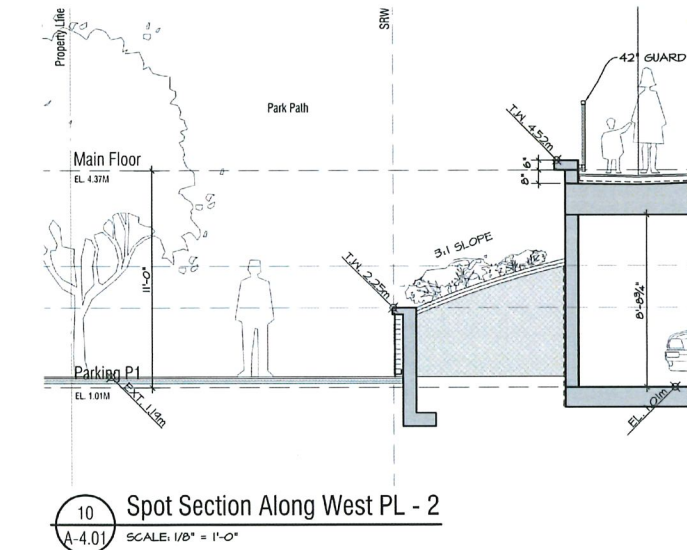 Property Line
SRW
42" GUARD
Park Path
T.W. 4.52m
Main Floor
EL. 4.37M
6"
8"
3:1 SLOPE
T.W. 2.25m
11'-0"
8'-8¾"
Parking P1
EL. 1.01M
EXT. 1.19m
EL. 1.01m
10
A-4.01
Spot Section Along West PL - 2
SCALE: 1/8" = 1'-0"